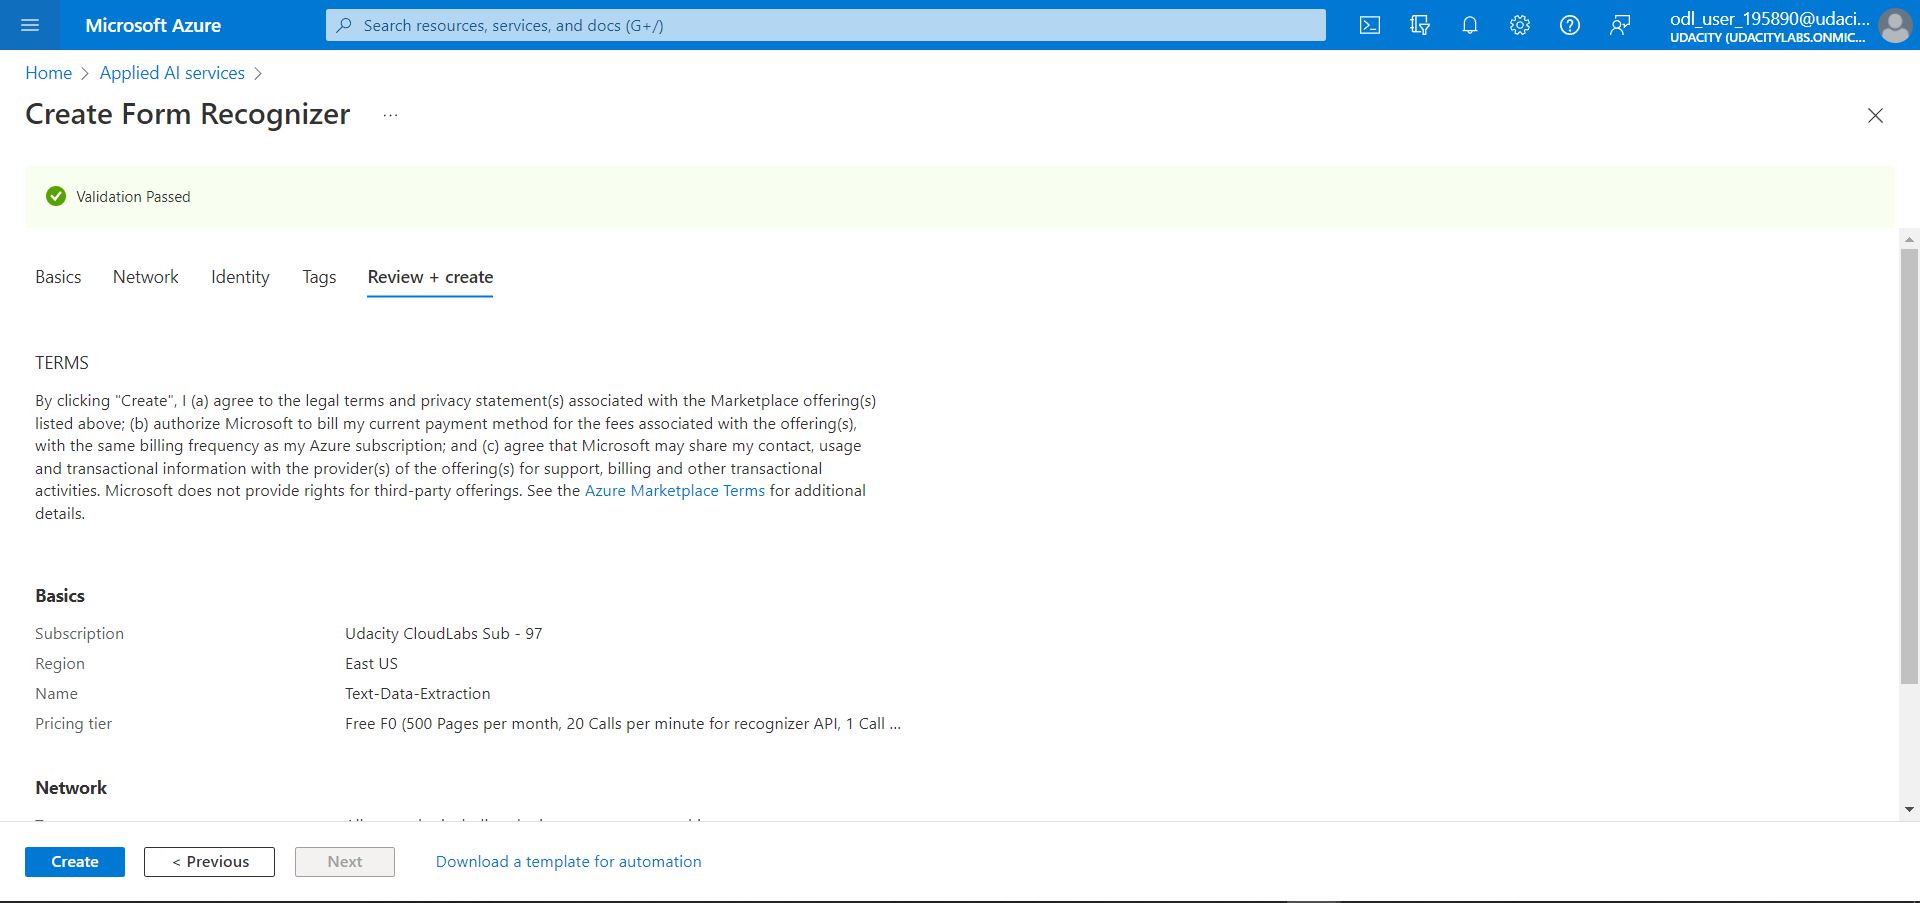 Microsoft Azure
Search resources, services, and docs (G+/)
odl_user_195890@udaci...
UDACITY (UDACITYLABS.ONMIC...
Home > Applied AI services >
Create Form Recognizer ...
Validation Passed
Basics Network Identity Tags Review + create
TERMS
By clicking "Create", I (a) agree to the legal terms and privacy statement(s) associated with the Marketplace offering(s)
listed above; (b) authorize Microsoft to bill my current payment method for the fees associated with the offering(s),
with the same billing frequency as my Azure subscription; and (c) agree that Microsoft may share my contact, usage
and transactional information with the provider(s) of the offering(s) for support, billing and other transactional
activities. Microsoft does not provide rights for third-party offerings. See the Azure Marketplace Terms for additional
details.
Basics
Subscription Udacity CloudLabs Sub - 97
Region East US
Name Text-Data-Extraction
Pricing tier Free F0 (500 Pages per month, 20 Calls per minute for recognizer API, 1 Call ...
Network
Create < Previous Next Download a template for automation